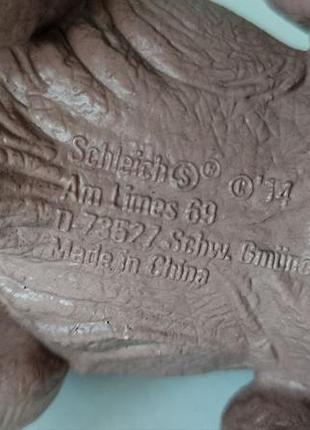 Schleich Ⓢ® ©'14
Am Limes 69
D-73527 Schw. Gmünd
Made in China